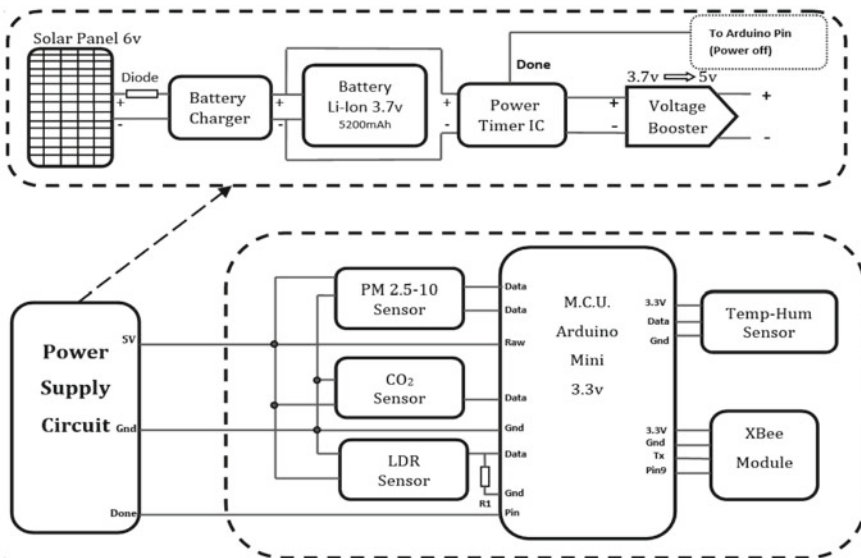 Solar Panel 6v
Diode
+
-
Battery
Charger
+
-
Battery
Li-Ion 3.7v
5200mAh
+
-
Done
Power
Timer IC
To Arduino Pin
(Power off)
3.7v 5v
+
-
Voltage
Booster
+
-
Power
Supply
Circuit
5V
Gnd
Done
PM 2.5-10
Sensor
CO₂
Sensor
LDR
Sensor
R1
Data
Data
Raw
Data
Gnd
Data
Gnd
Pin
M.C.U.
Arduino
Mini
3.3v
3.3V
Data
Gnd
Temp-Hum
Sensor
3.3V
Gnd
Tx
Pin9
XBee
Module